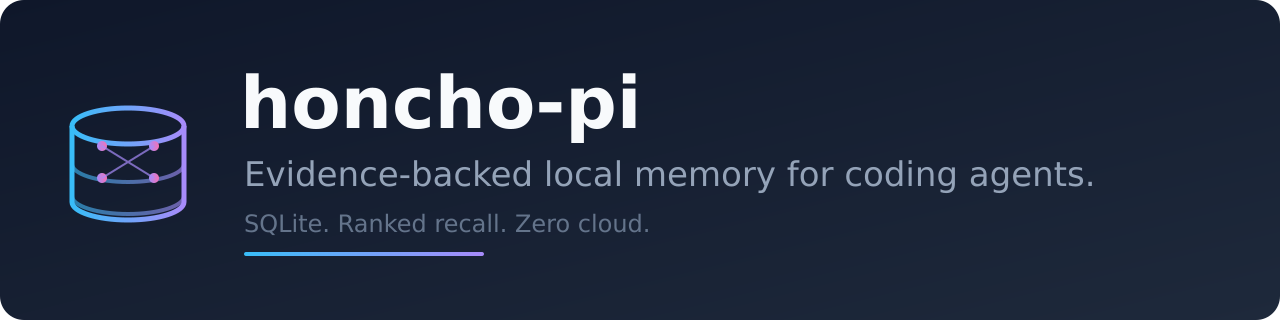 honcho-pi
Evidence-backed local memory for coding agents.
SQLite. Ranked recall. Zero cloud.